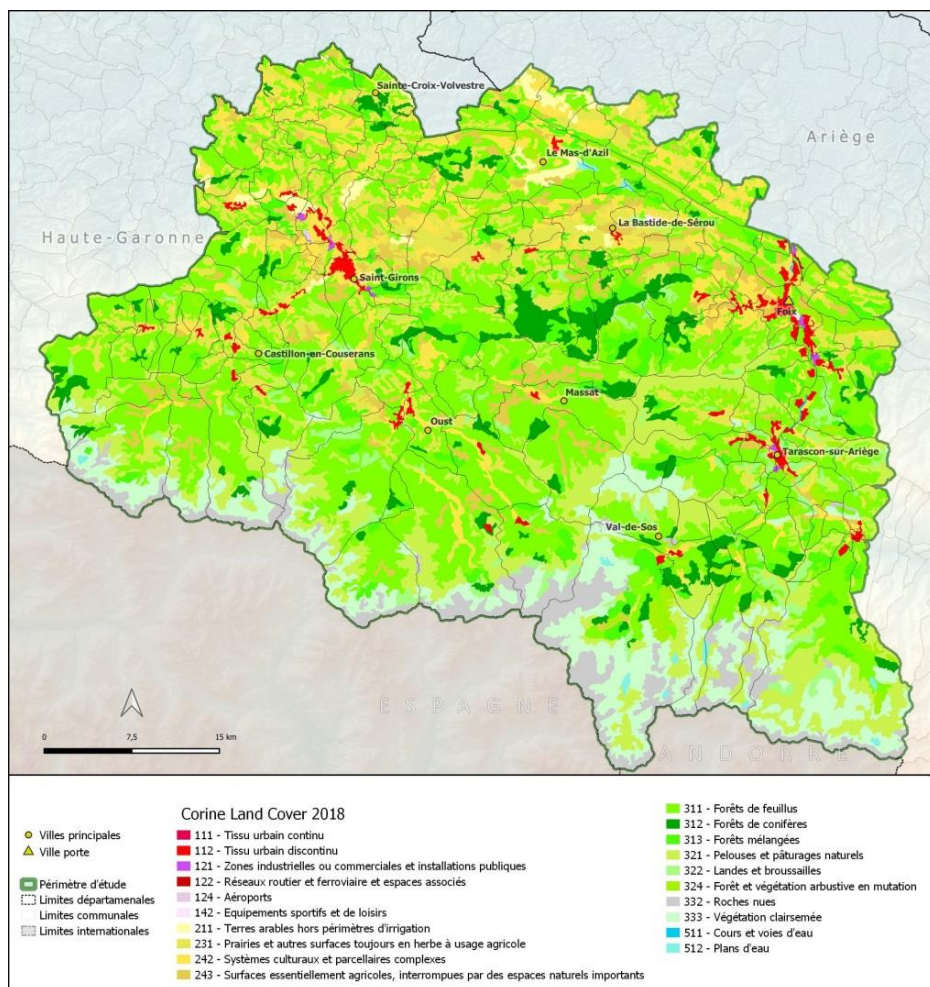 Sainte-Croix-Volvestre
Ariège
Le Mas-d'Azil
La Bastide-de-Sérou
Haute-Garonne
Saint-Girons
Foix
Castillon-en-Couserans
Massat
Oust
Tarascon-sur-Ariège
Val-de-Sos
ESPAGNE
ANDORRE
0 7,5 15 km
Corine Land Cover 2018
Villes principales
Ville porte
Périmètre d'étude
Limites départamenales
Limites communales
Limites internationales
111 - Tissu urbain continu
112 - Tissu urbain discontinu
121 - Zones industrielles ou commerciales et installations publiques
122 - Réseaux routier et ferroviaire et espaces associés
124 - Aéroports
142 - Equipements sportifs et de loisirs
211 - Terres arables hors périmètres d'irrigation
231 - Prairies et autres surfaces toujours en herbe à usage agricole
242 - Systèmes culturaux et parcellaires complexes
243 - Surfaces essentiellement agricoles, interrompues par des espaces naturels importants
311 - Forêts de feuillus
312 - Forêts de conifères
313 - Forêts mélangées
321 - Pelouses et pâturages naturels
322 - Landes et broussailles
324 - Forêt et végétation arbustive en mutation
332 - Roches nues
333 - Végétation clairsemée
511 - Cours et voies d'eau
512 - Plans d'eau